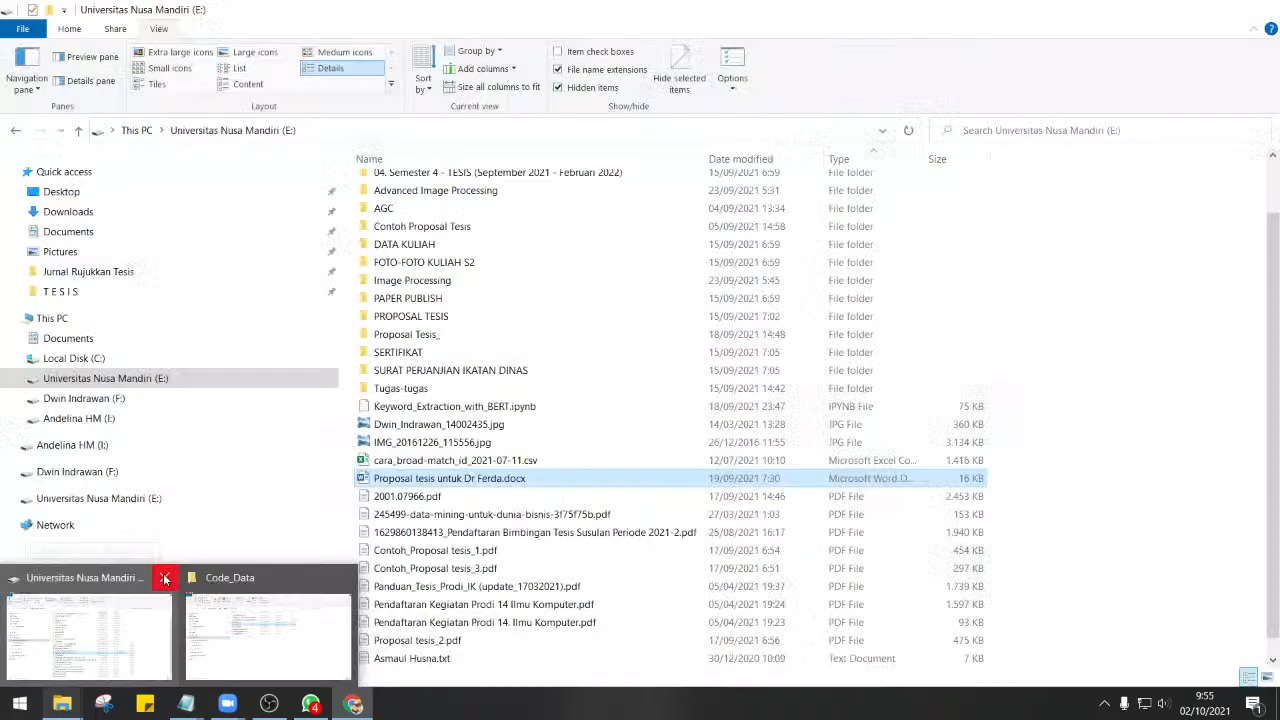 Universitas Nusa Mandiri (E:)
File Home Share View
Navigation pane
Preview pane
Details pane
Panes
Extra large icons Large icons Medium icons
Small icons List Details
Tiles Content
Layout
Sort by
Group by
Add columns
Size all columns to fit
Current view
Item check boxes
File name extensions
Hidden items
Hide selected items
Show/hide
Options
This PC Universitas Nusa Mandiri (E:)
Search Universitas Nusa Mandiri (E:)
Quick access
Desktop
Downloads
Documents
Pictures
Jurnal Rujukkan Tesis
T E S I S
This PC
Documents
Local Disk (C:)
Universitas Nusa Mandiri (E:)
Dwin Indrawan (F:)
Andelina HM (I:)
Andelina HM (I:)
Dwin Indrawan (F:)
Universitas Nusa Mandiri (E:)
Network
Name Date modified Type Size
04. Semester 4 - TESIS (September 2021 - Februari 2022) 15/09/2021 6:59 File folder
Advanced Image Processing 23/09/2021 5:31 File folder
AGC 04/09/2021 13:34 File folder
Contoh Proposal Tesis 05/09/2021 14:58 File folder
DATA KULIAH 15/09/2021 6:59 File folder
FOTO-FOTO KULIAH S2 15/09/2021 6:59 File folder
Image Processing 23/09/2021 5:45 File folder
PAPER PUBLISH 15/09/2021 6:59 File folder
PROPOSAL TESIS 15/09/2021 7:02 File folder
Proposal Tesis_ 18/09/2021 14:48 File folder
SERTIFIKAT 15/09/2021 7:05 File folder
SURAT PERJANJIAN IKATAN DINAS 15/09/2021 7:05 File folder
Tugas-tugas 15/09/2021 14:42 File folder
Keyword_Extraction_with_BERT.ipynb 18/09/2021 23:47 IPYNB File 75 KB
Dwin_Indrawan_14002435.jpg 14/03/2021 13:28 JPG File 360 KB
IMG_20161226_115556.jpg 26/12/2016 11:55 JPG File 3.134 KB
cara_broad-match_id_2021-07-11.csv 12/07/2021 10:10 Microsoft Excel Co... 1.416 KB
Proposal tesis untuk Dr Ferda.docx 19/09/2021 7:30 Microsoft Word D... 16 KB
2001.07966.pdf 17/09/2021 14:46 PDF File 2.453 KB
245499-data-mining-untuk-dunia-bisnis-3f75f75b.pdf 27/03/2021 1:03 PDF File 153 KB
1629860138413_Pendaftaran Bimbingan Tesis Susulan Periode 2021-2.pdf 25/08/2021 16:17 PDF File 1.940 KB
Contoh_Proposal tesis_1.pdf 17/09/2021 6:54 PDF File 454 KB
Contoh_Proposal tesis_3.pdf 17/09/2021 6:51 PDF File 297 KB
Panduan_Tesis_Prodi_IK (update_17032021).pdf 05/04/2021 19:37 PDF File 1.739 KB
Pendaftaran Kegiatan Prodi 14 Ilmu Komputer.pdf 05/04/2021 19:24 PDF File 1.597 KB
Pendaftaran Kegiatan Prodi 14. Ilmu Komputer.pdf 05/04/2021 19:23 PDF File 93 KB
Proposal tesis_2.pdf 17/09/2021 PDF File 475 KB
Text Document 7 KB
Universitas Nusa Mandiri ... Code_Data
4
9:55
02/10/2021
1